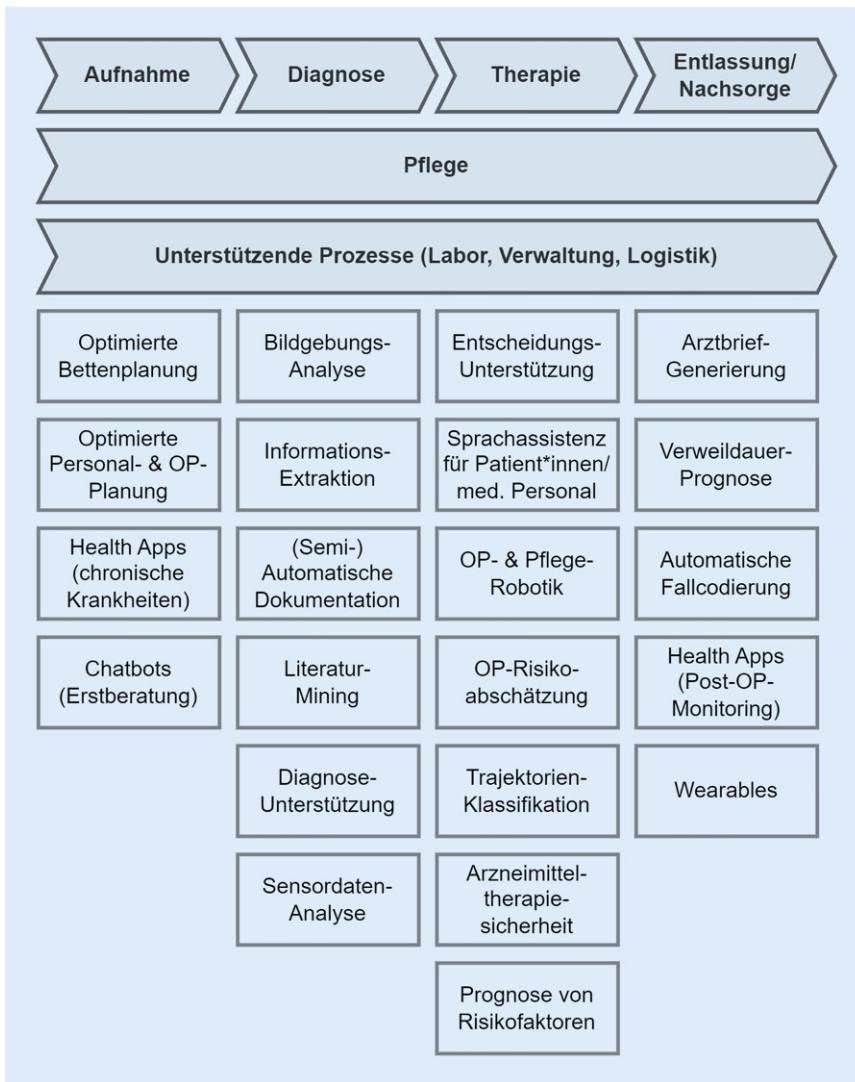 Aufnahme
Diagnose
Therapie
Entlassung/
Nachsorge
Pflege
Unterstützende Prozesse (Labor, Verwaltung, Logistik)
Optimierte
Bettenplanung
Bildgebungs-
Analyse
Entscheidungs-
Unterstützung
Arztbrief-
Generierung
Optimierte
Personal- & OP-
Planung
Informations-
Extraktion
Sprachassistenz
für Patient*innen/
med. Personal
Verweildauer-
Prognose
Health Apps
(chronische
Krankheiten)
(Semi-)
Automatische
Dokumentation
OP- & Pflege-
Robotik
Automatische
Fallcodierung
Chatbots
(Erstberatung)
Literatur-
Mining
OP-Risiko-
abschätzung
Health Apps
(Post-OP-
Monitoring)
Diagnose-
Unterstützung
Trajektorien-
Klassifikation
Wearables
Sensordaten-
Analyse
Arzneimittel-
therapie-
sicherheit
Prognose von
Risikofaktoren